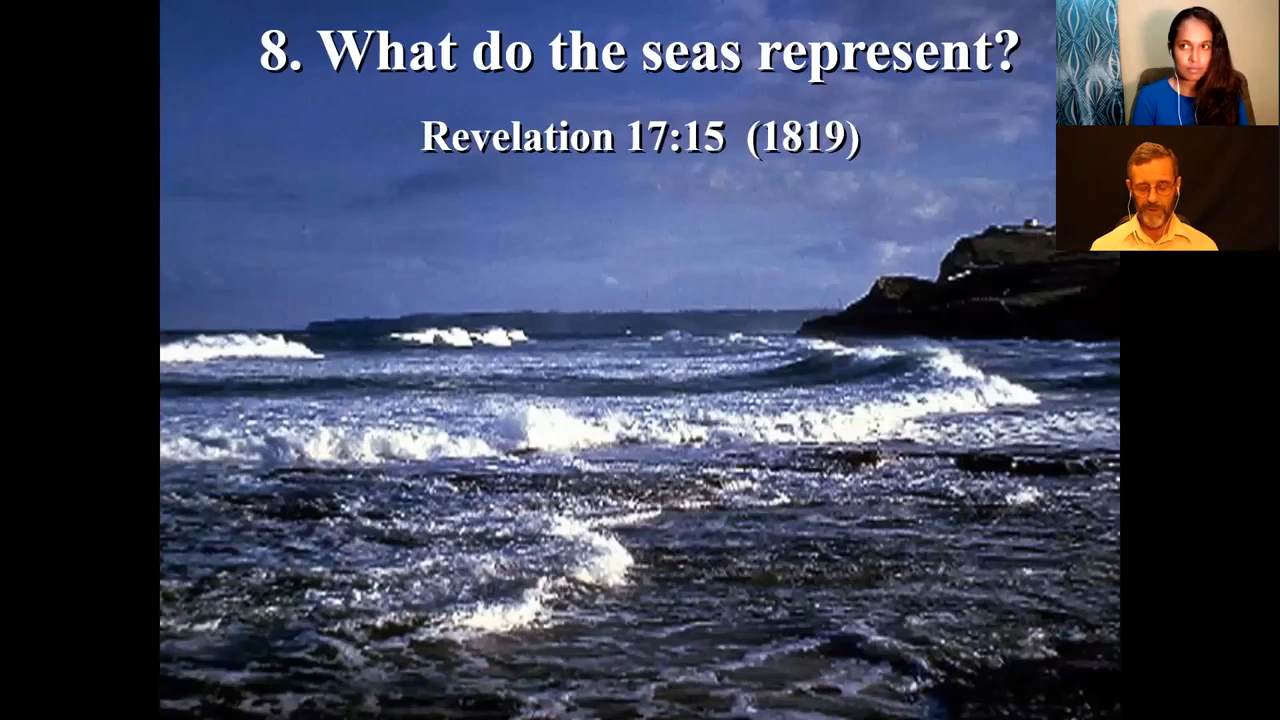 8. What do the seas represent?
Revelation 17:15 (1819)